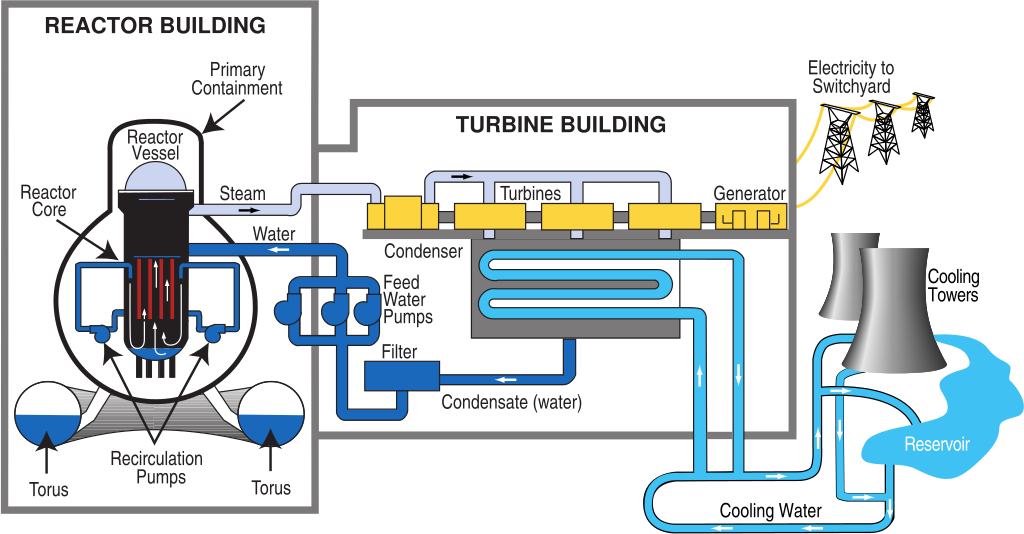 REACTOR BUILDING
Primary
Containment
Reactor
Vessel
Reactor
Core
Steam
Water
Feed
Water
Pumps
Filter
Condensate (water)
Recirculation
Pumps
Torus
Torus
TURBINE BUILDING
Turbines
Generator
Condenser
Electricity to
Switchyard
Cooling
Towers
Reservoir
Cooling Water